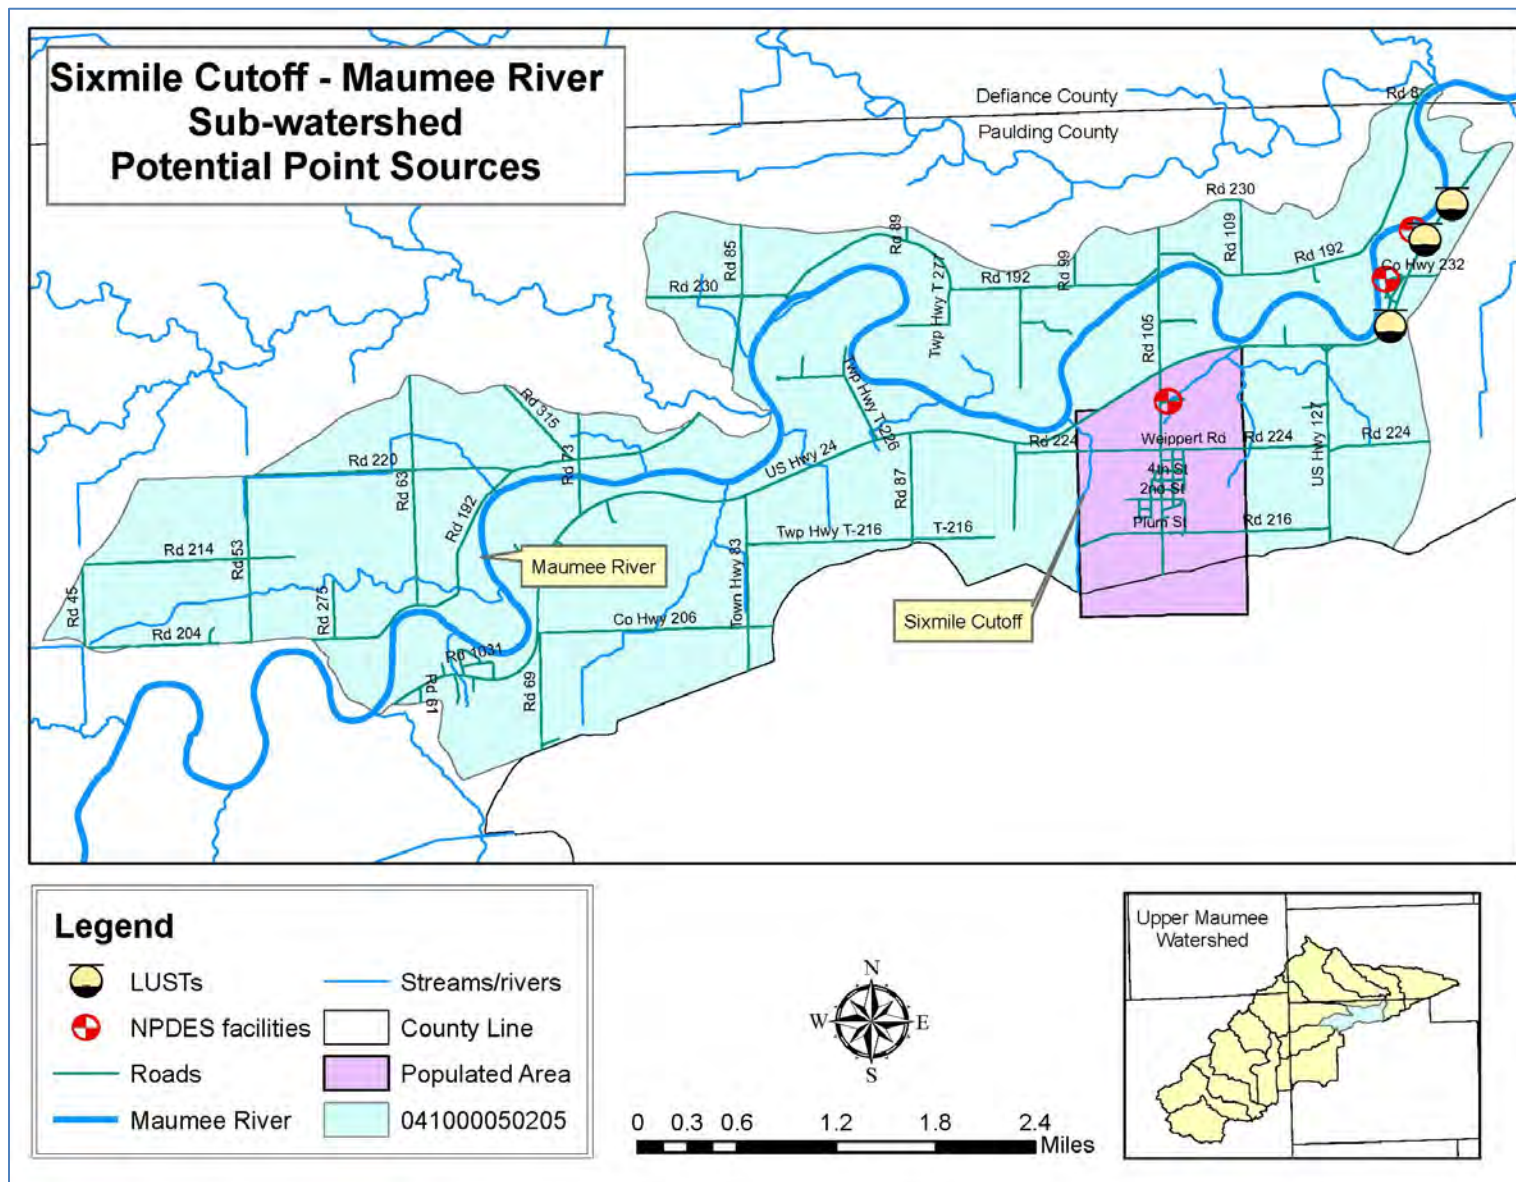 Sixmile Cutoff - Maumee River
Sub-watershed
Potential Point Sources
Defiance County
Paulding County
Rd 8
Rd 230
Rd 109
Rd 192
Co Hwy 232
Rd 89
Rd 85
Rd 230
Twp Hwy T 277
Rd 192
Rd 99
Rd 105
Twp Hwy T-226
US Hwy 24
Rd 224
Weippert Rd
Rd 224
US Hwy 127
Rd 224
4th St
2nd St
Plum St
Rd 216
Rd 315
Rd 73
Rd 220
Rd 63
Rd 192
Rd 87
Twp Hwy T-216
T-216
Rd 214
Rd 53
Rd 45
Rd 275
Rd 204
Maumee River
Town Hwy 83
Co Hwy 206
Sixmile Cutoff
Rd 1031
Rd 61
Rd 69
Legend
LUSTs
NPDES facilities
Roads
Maumee River
Streams/rivers
County Line
Populated Area
041000050205
N
W
E
S
0 0.3 0.6 1.2 1.8 2.4
Miles
Upper Maumee
Watershed